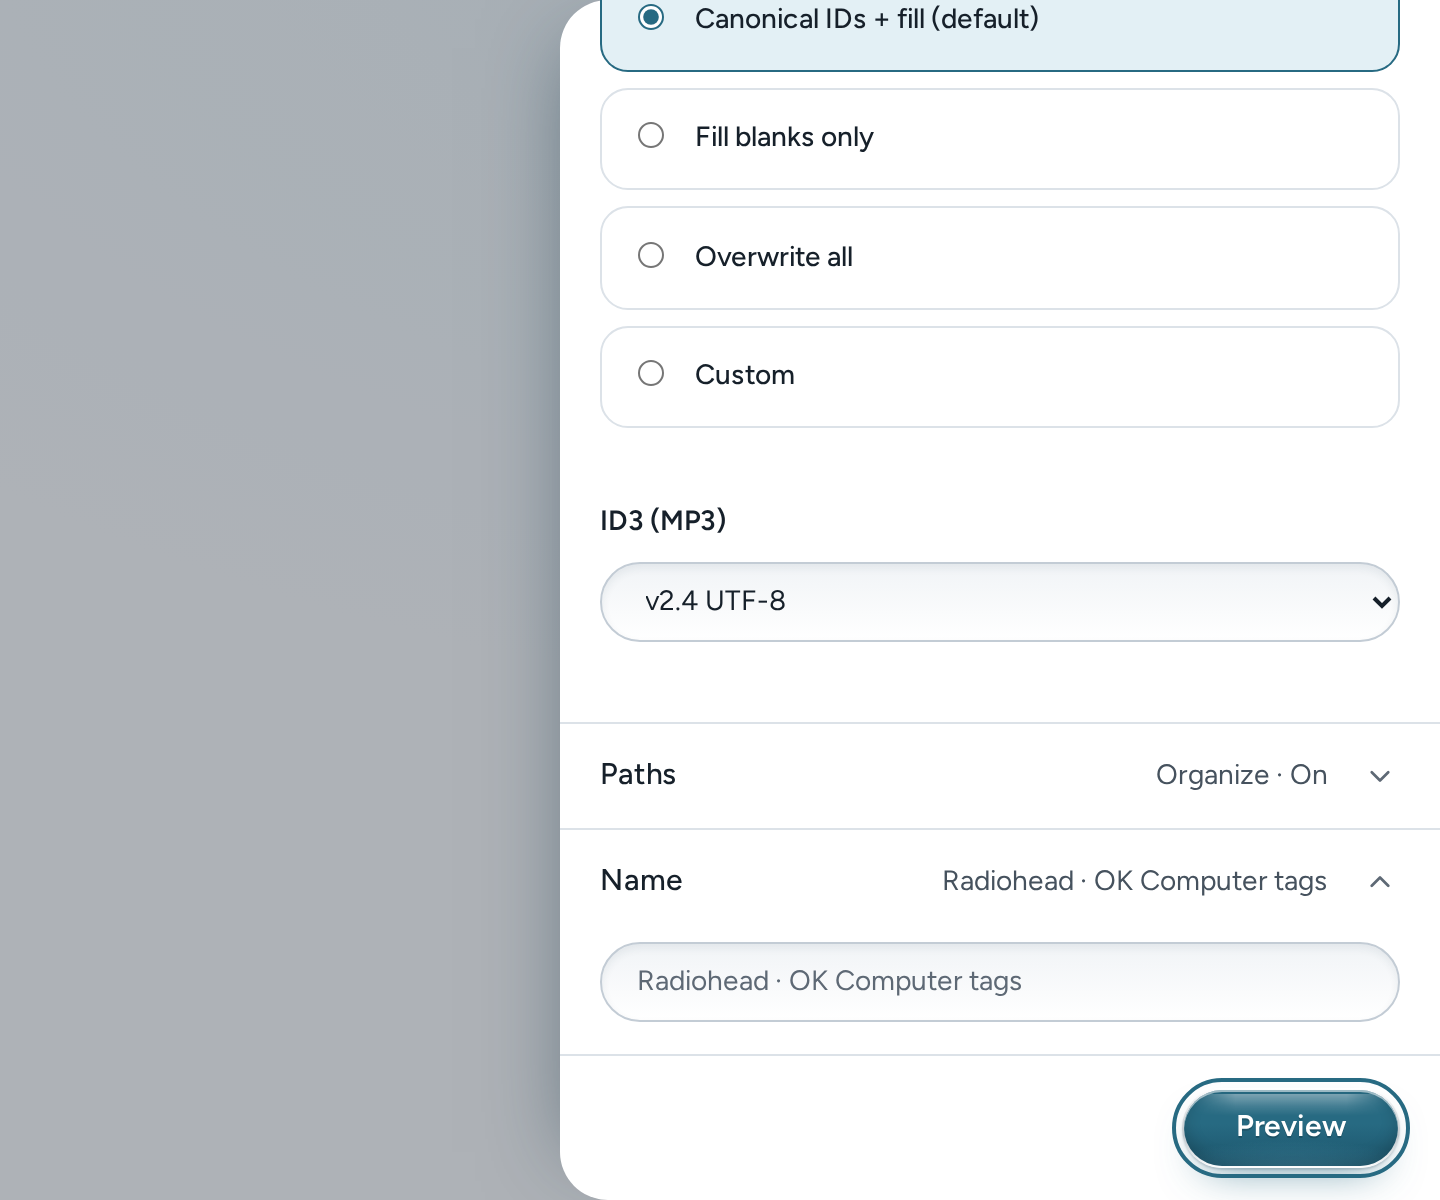 Canonical IDs + fill (default)
Fill blanks only
Overwrite all
Custom
ID3 (MP3)
v2.4 UTF-8
Paths
Organize · On
Name
Radiohead · OK Computer tags
Radiohead · OK Computer tags
Preview